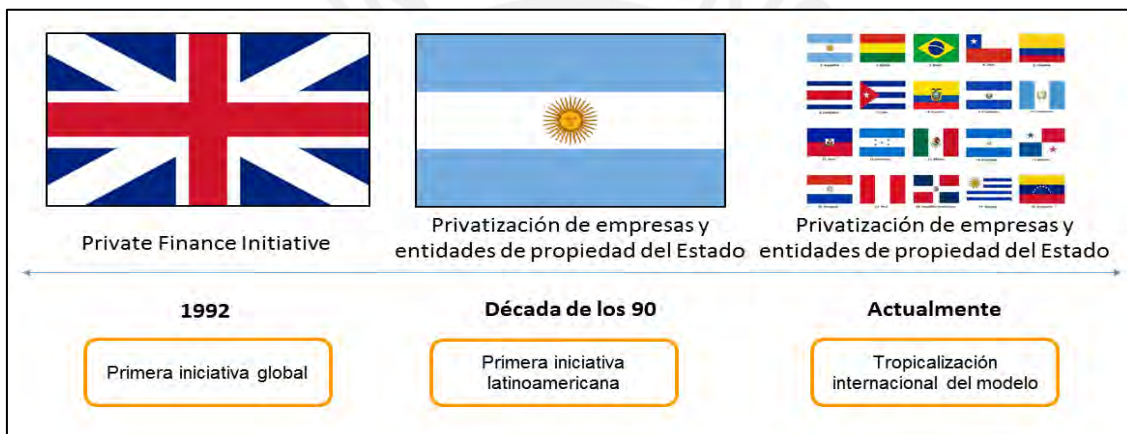 Private Finance Initiative
Privatización de empresas y
entidades de propiedad del Estado
Privatización de empresas y
entidades de propiedad del Estado
1992
Década de los 90
Actualmente
Primera iniciativa global
Primera iniciativa
latinoamericana
Tropicalización
internacional del modelo